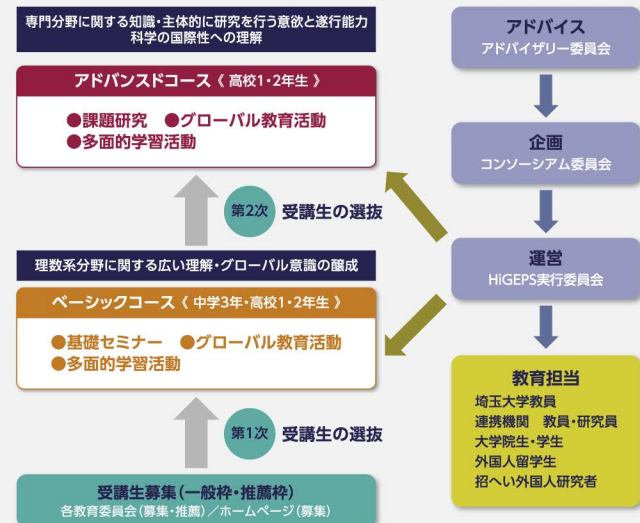 専門分野に関する知識・主体的に研究を行う意欲と遂行能力
科学の国際性への理解
アドバンスドコース《 高校1・2年生 》
●課題研究　●グローバル教育活動
●多面的学習活動
第2次　受講生の選抜
理数系分野に関する広い理解・グローバル意識の醸成
ベーシックコース《 中学3年・高校1・2年生 》
●基礎セミナー　●グローバル教育活動
●多面的学習活動
第1次　受講生の選抜
受講生募集（一般枠・推薦枠）
各教育委員会（募集・推薦）／ホームページ（募集）
アドバイス
アドバイザリー委員会
企画
コンソーシアム委員会
運営
HiGEPS実行委員会
教育担当
埼玉大学教員
連携機関　教員・研究員
大学院生・学生
外国人留学生
招へい外国人研究者